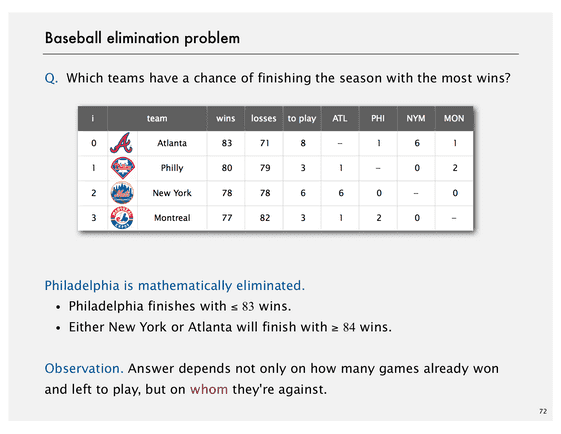 Baseball elimination problem
Q. Which teams have a chance of finishing the season with the most wins?
i team wins losses to play ATL PHI NYM MON
0 Atlanta 83 71 8 – 1 6 1
1 Philly 80 79 3 1 – 0 2
2 New York 78 78 6 6 0 – 0
3 Montreal 77 82 3 1 2 0 –
Philadelphia is mathematically eliminated.
• Philadelphia finishes with ≤ 83 wins.
• Either New York or Atlanta will finish with ≥ 84 wins.
Observation. Answer depends not only on how many games already won
and left to play, but on whom they're against.
72